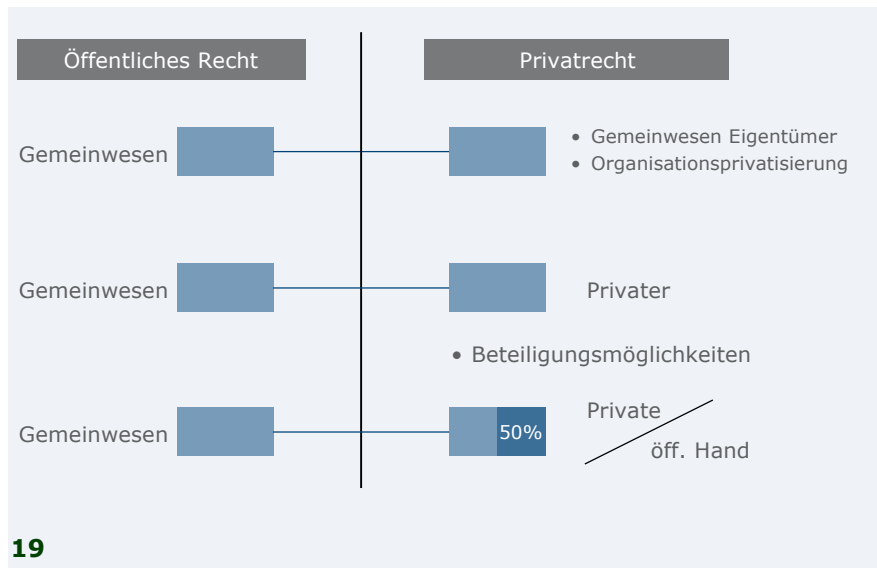 Öffentliches Recht
Privatrecht
Gemeinwesen
• Gemeinwesen Eigentümer
• Organisationsprivatisierung
Gemeinwesen
Privater
• Beteiligungsmöglichkeiten
Gemeinwesen
50%
Private
öff. Hand
19